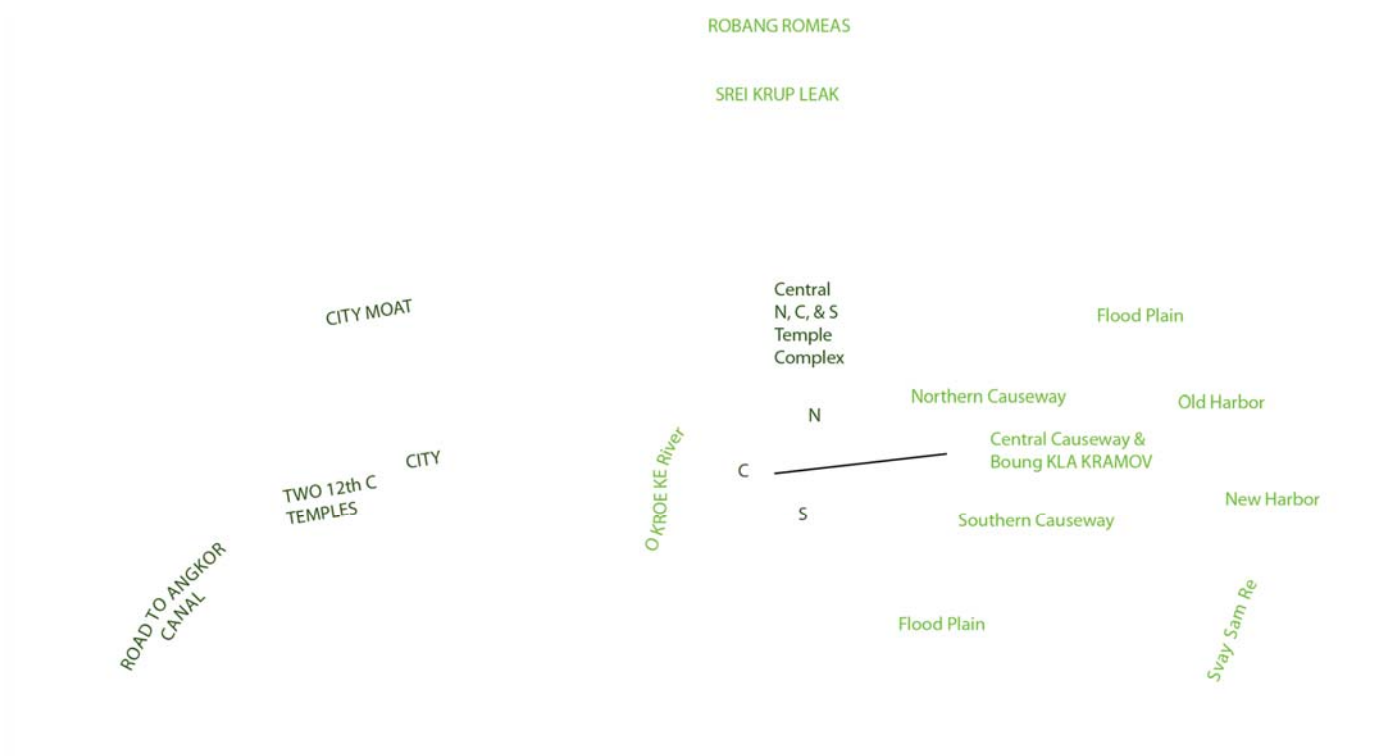 ROBANG ROMEAS
SREI KRUP LEAK
Central
N, C, & S
Temple
Complex
CITY MOAT
Flood Plain
Northern Causeway
Old Harbor
N
Central Causeway &
Boung KLA KRAMOV
CITY
C
TWO 12th C
TEMPLES
O KROE KE River
New Harbor
S
Southern Causeway
ROAD TO ANGKOR
CANAL
Flood Plain
Svay Sam Re